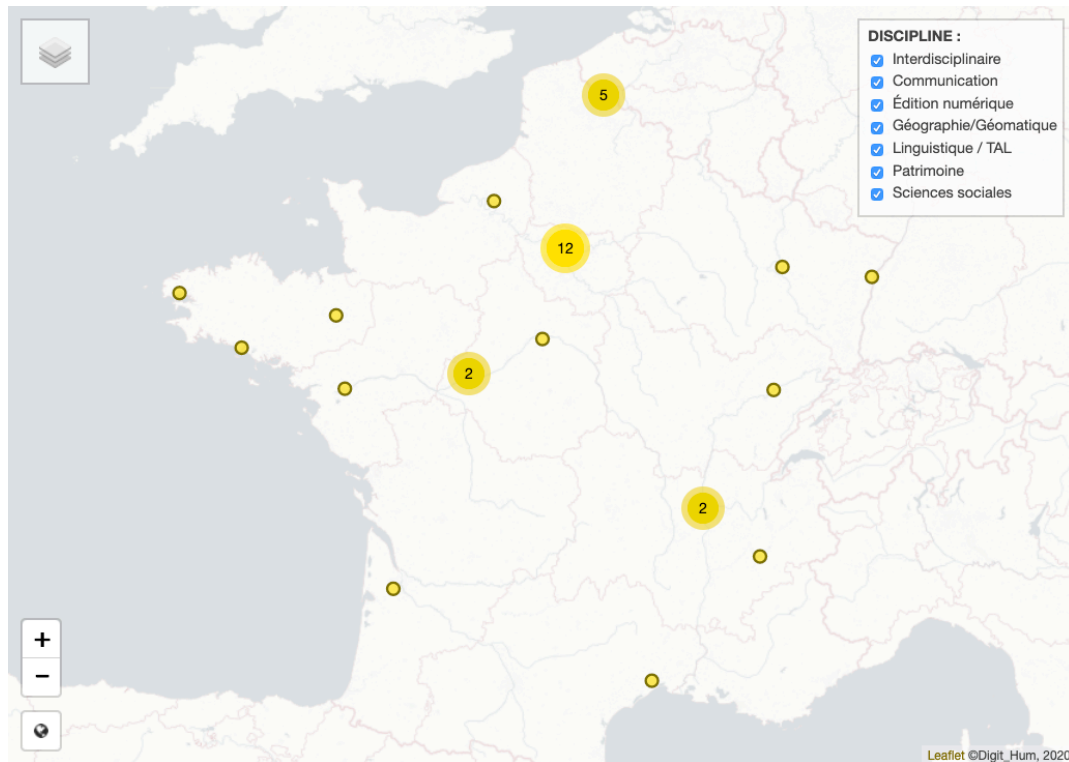 DISCIPLINE :
Interdisciplinaire
Communication
Édition numérique
Géographie/Géomatique
Linguistique / TAL
Patrimoine
Sciences sociales
5
12
2
2
+
−
Leaflet ©Digit_Hum, 2020